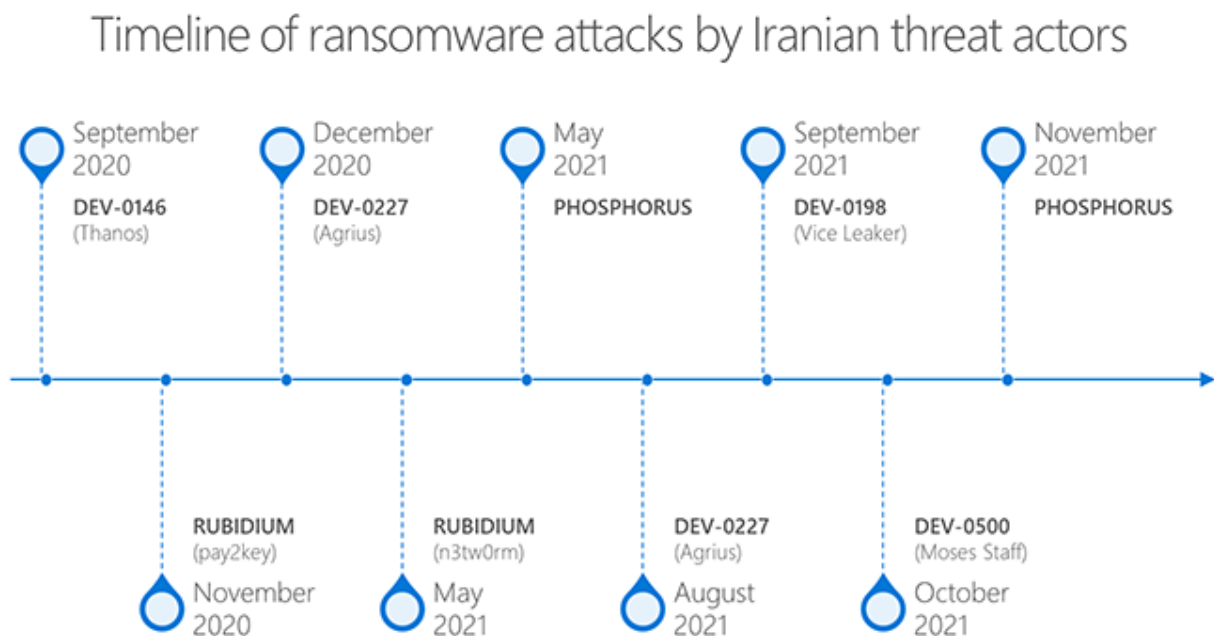 Timeline of ransomware attacks by Iranian threat actors
September
2020
DEV-0146
(Thanos)
December
2020
DEV-0227
(Agrius)
May
2021
PHOSPHORUS
September
2021
DEV-0198
(Vice Leaker)
November
2021
PHOSPHORUS
RUBIDIUM
(pay2key)
November
2020
RUBIDIUM
(n3tw0rm)
May
2021
DEV-0227
(Agrius)
August
2021
DEV-0500
(Moses Staff)
October
2021